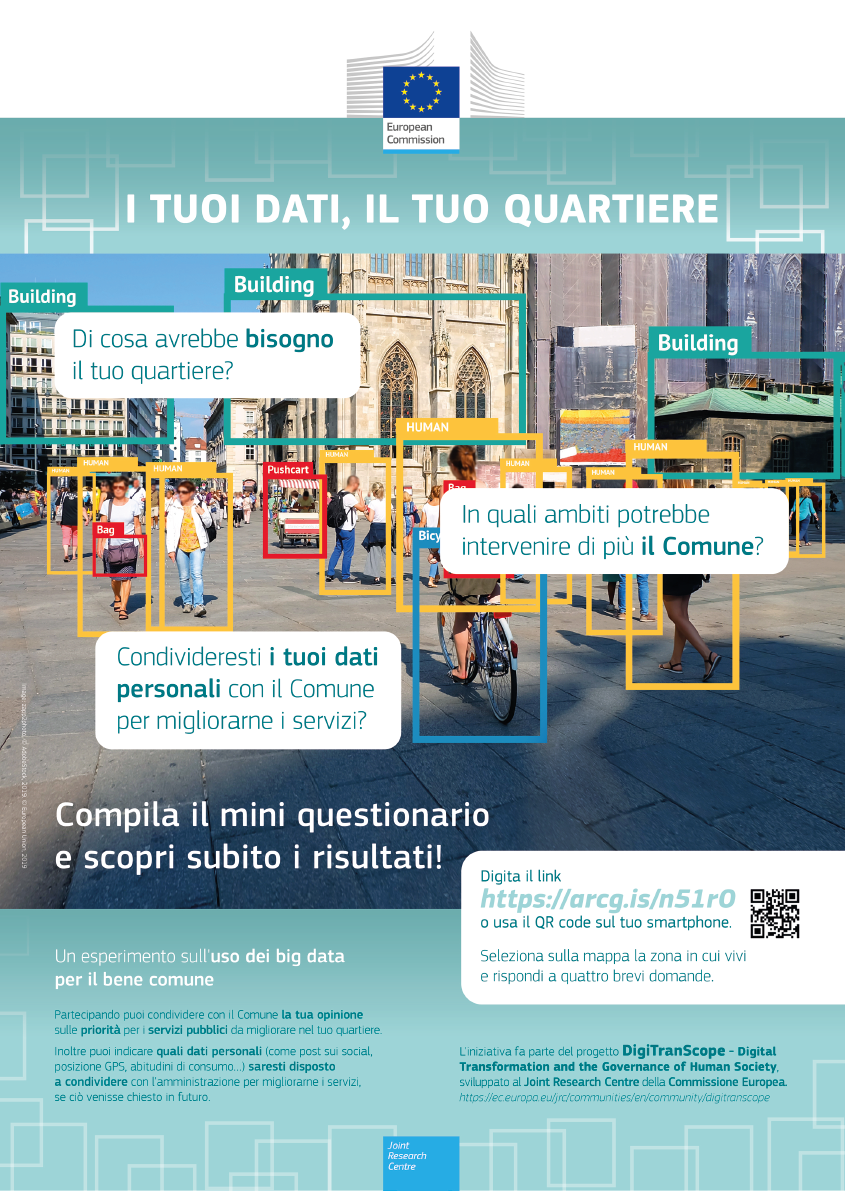 European
Commission
I TUOI DATI, IL TUO QUARTIERE
Building
Building
Building
Di cosa avrebbe bisogno
il tuo quartiere?
HUMAN
HUMAN
HUMAN
HUMAN
HUMAN
HUMAN
HUMAN
HUMAN
Pushcart
Bag
Bag
Bicy
In quali ambiti potrebbe
intervenire di più il Comune?
Condivideresti i tuoi dati
personali con il Comune
per migliorarne i servizi?
Compila il mini questionario
e scopri subito i risultati!
Digita il link
https://arcg.is/n51rO
o usa il QR code sul tuo smartphone.
Seleziona sulla mappa la zona in cui vivi
e rispondi a quattro brevi domande.
Un esperimento sull'uso dei big data
per il bene comune
Partecipando puoi condividere con il Comune la tua opinione
sulle priorità per i servizi pubblici da migliorare nel tuo quartiere.
Inoltre puoi indicare quali dati personali (come post sui social,
posizione GPS, abitudini di consumo...) saresti disposto
a condividere con l'amministrazione per migliorarne i servizi,
se ciò venisse chiesto in futuro.
L'iniziativa fa parte del progetto DigiTranScope - Digital
Transformation and the Governance of Human Society,
sviluppato al Joint Research Centre della Commissione Europea.
https://ec.europa.eu/jrc/communities/en/community/digitranscope
Joint
Research
Centre